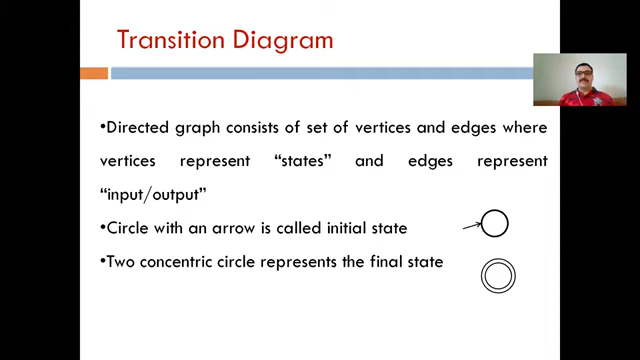 Transition Diagram
•Directed graph consists of set of vertices and edges where
vertices represent “states” and edges represent
“input/output”
•Circle with an arrow is called initial state
•Two concentric circle represents the final state